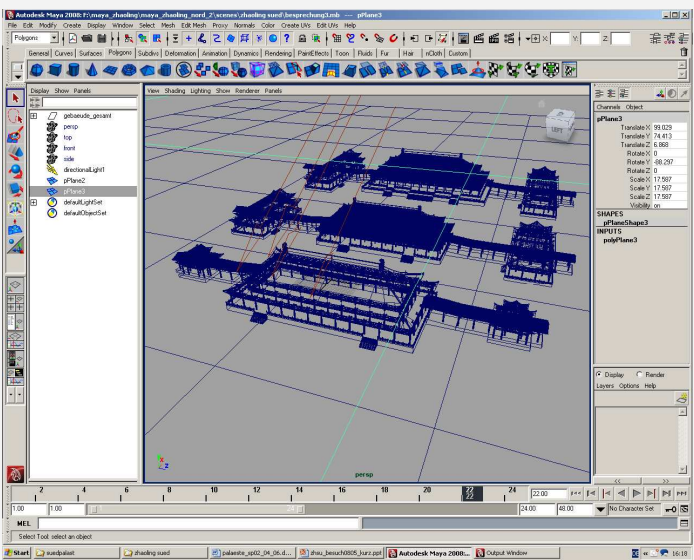 Autodesk Maya 2008: f:\maya_zhaoling\maya_zhaoling_nord_2\scenes\zhaoling sued\besprechung3.mb --- pPlane3
File Edit Modify Create Display Window Select Mesh Edit Mesh Proxy Normals Color Create UVs Edit UVs Help
Polygons X: Y: Z:
General Curves Surfaces Polygons Subdivs Deformation Animation Dynamics Rendering PaintEffects Toon Fluids Fur Hair nCloth Custom
Display Show Panels
View Shading Lighting Show Renderer Panels
gebaeude_gesamt
persp
top
front
side
directionalLight1
pPlane2
pPlane3
defaultLightSet
defaultObjectSet
LEFT
persp
Channels Object
pPlane3
Translate X 99.029
Translate Y 74.413
Translate Z 6.868
Rotate X 0
Rotate Y -88.297
Rotate Z 0
Scale X 17.587
Scale Y 17.587
Scale Z 17.587
Visibility on
SHAPES
pPlaneShape3
INPUTS
polyPlane3
Display Render
Layers Options Help
2 4 6 8 10 12 14 16 18 20 22 24 22.00
22
1.00 1.00 24 24.00 48.00 No Character Set
MEL
Select Tool: select an object
Start suedpalast zhaoling sued palaeste_sp02_04_06.d... zhou_besuch0805_kurz.ppt Autodesk Maya 2008:... Output Window DE 16:18